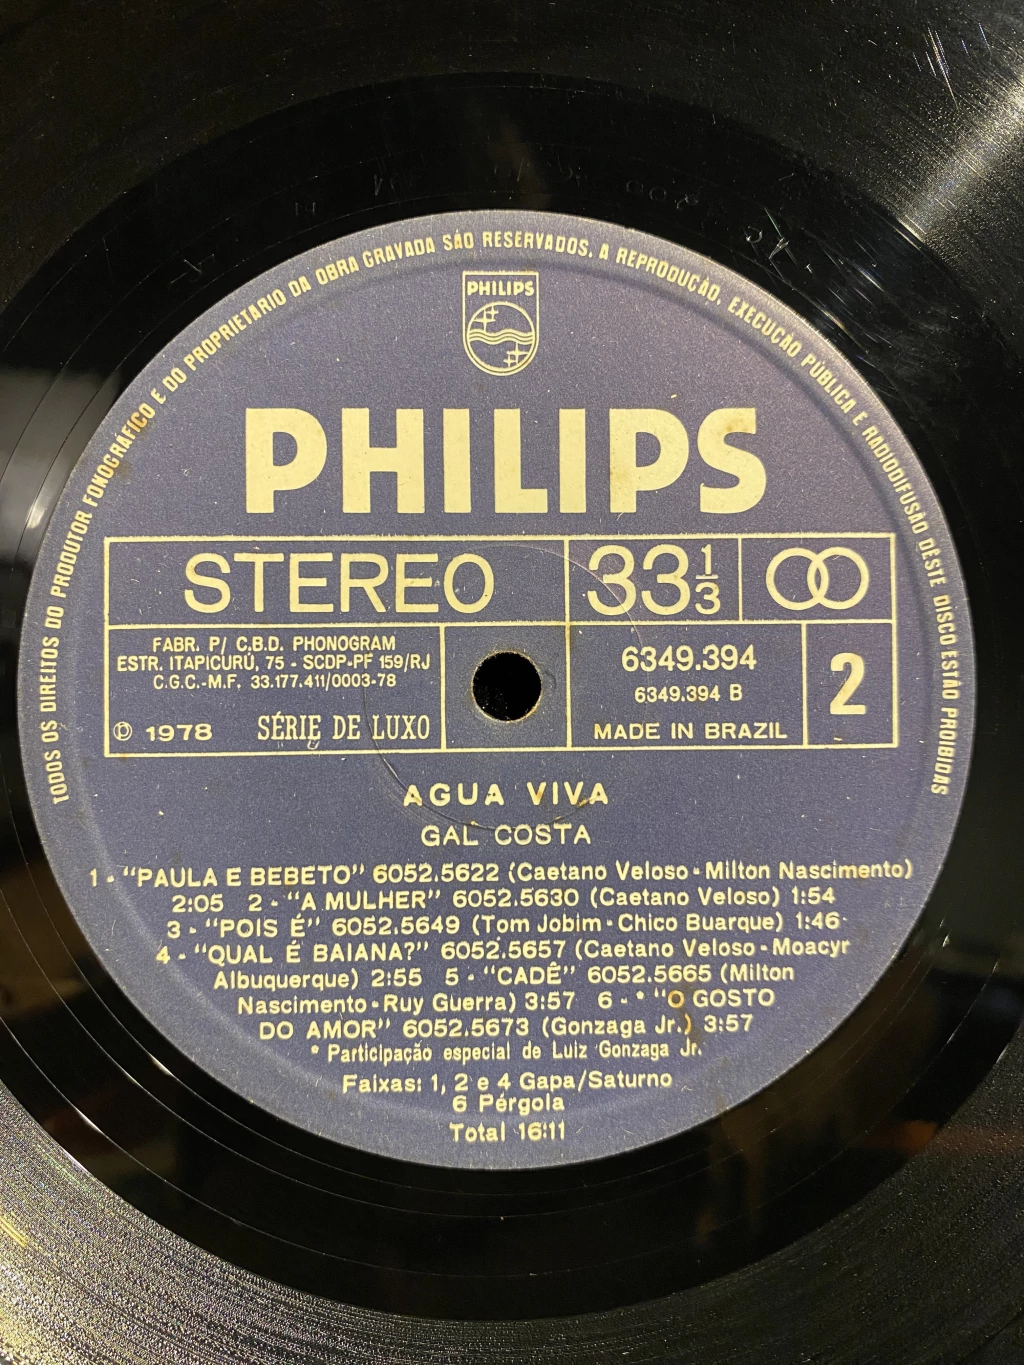 TODOS OS DIREITOS DO PRODUTOR FONOGRÁFICO E DO PROPRIETARIO DA OBRA GRAVADA SÃO RESERVADOS. A REPRODUÇÃO, EXECUÇÃO PÚBLICA E RADIODIFUSÃO DÊSTE DISCO ESTÃO PROIBIDAS
PHILIPS
PHILIPS
STEREO 33 1/3
FABR. P/ C.B.D. PHONOGRAM
ESTR. ITAPICURÚ, 75 - SCDP-PF 159/RJ
C.G.C.-M.F. 33.177.411/0003-78
℗ 1978 SÉRIE DE LUXO
6349.394
6349.394 B
MADE IN BRAZIL
2
AGUA VIVA
GAL COSTA
1 - "PAULA E BEBETO" 6052.5622 (Caetano Veloso - Milton Nascimento)
2:05 2 - "A MULHER" 6052.5630 (Caetano Veloso) 1:54
3 - "POIS É" 6052.5649 (Tom Jobim - Chico Buarque) 1:46
4 - "QUAL É BAIANA?" 6052.5657 (Caetano Veloso - Moacyr
Albuquerque) 2:55 5 - "CADÊ" 6052.5665 (Milton
Nascimento - Ruy Guerra) 3:57 6 - * "O GOSTO
DO AMOR" 6052.5673 (Gonzaga Jr.) 3:57
* Participação especial de Luiz Gonzaga Jr.
Faixas: 1, 2 e 4 Gapa/Saturno
6 Pérgola
Total 16:11